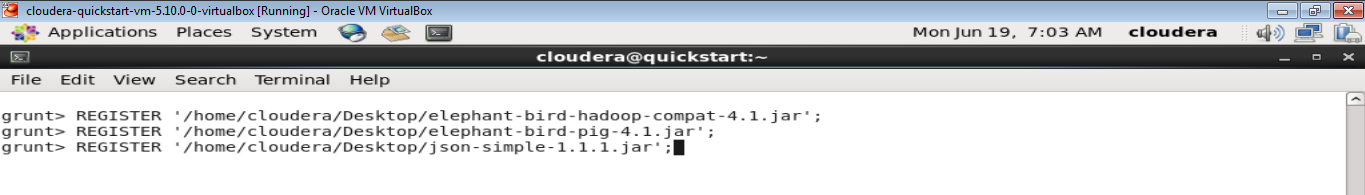 cloudera-quickstart-vm-5.10.0-0-virtualbox [Running] - Oracle VM VirtualBox
Applications Places System Mon Jun 19, 7:03 AM cloudera
cloudera@quickstart:~
File Edit View Search Terminal Help
grunt> REGISTER '/home/cloudera/Desktop/elephant-bird-hadoop-compat-4.1.jar';
grunt> REGISTER '/home/cloudera/Desktop/elephant-bird-pig-4.1.jar';
grunt> REGISTER '/home/cloudera/Desktop/json-simple-1.1.1.jar';